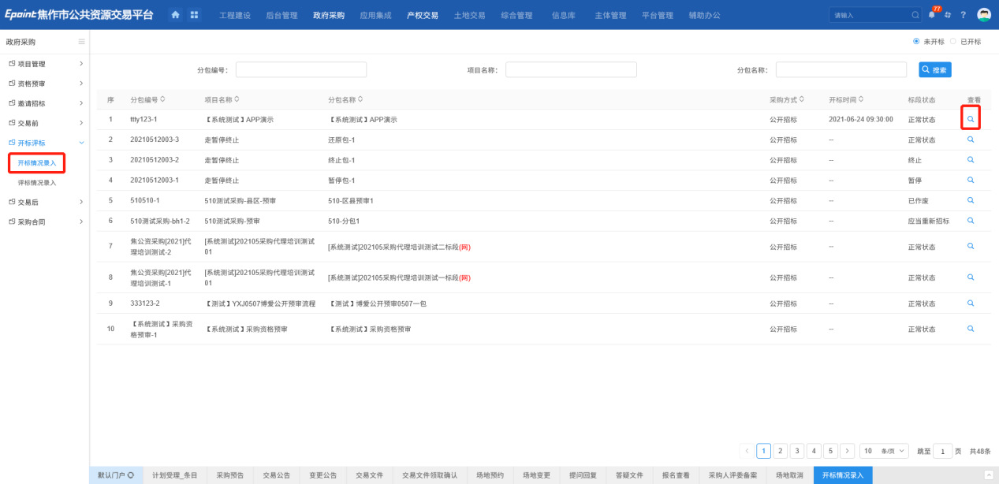 Epoint焦作市公共资源交易平台 工程建设 后台管理 政府采购 应用集成 产权交易 土地交易 综合管理 信息库 主体管理 平台管理 辅助办公 请输入 77 ?
政府采购
未开标 已开标
项目管理
资格预审
邀请招标
交易前
开标评标
开标情况录入
评标情况录入
交易后
采购合同
分包编号: 项目名称: 分包名称: 搜索
序 分包编号 项目名称 分包名称 采购方式 开标时间 标段状态 查看
1 ttty123-1 【系统测试】APP演示 【系统测试】APP演示 公开招标 2021-06-24 09:30:00 正常状态
2 20210512003-3 走暂停终止 还原包-1 公开招标 -- 正常状态
3 20210512003-2 走暂停终止 终止包-1 公开招标 -- 终止
4 20210512003-1 走暂停终止 暂停包-1 公开招标 -- 暂停
5 510510-1 510测试采购-县区-预审 510-区县预审1 公开招标 -- 已作废
6 510测试采购-bh1-2 510测试采购-预审 510-分包1 公开招标 -- 应当重新招标
7 焦公资采购[2021]代理培训测试-2 [系统测试]202105采购代理培训测试01 [系统测试]202105采购代理培训测试二标段(网) 公开招标 -- 正常状态
8 焦公资采购[2021]代理培训测试-1 [系统测试]202105采购代理培训测试01 [系统测试]202105采购代理培训测试一标段(网) 公开招标 -- 正常状态
9 333123-2 【测试】YXJ0507博爱公开预审流程 【测试】博爱公开预审0507一包 公开招标 -- 正常状态
10 【系统测试】采购资格预审-1 【系统测试】采购资格预审 【系统测试】采购资格预审 公开招标 -- 正常状态
1 2 3 4 5 10 条/页 跳至 1 页 共48条
默认门户 计划受理_条目 采购预告 交易公告 变更公告 交易文件 交易文件领取确认 场地预约 场地变更 提问回复 答疑文件 报名查看 采购人评委备案 场地取消 开标情况录入